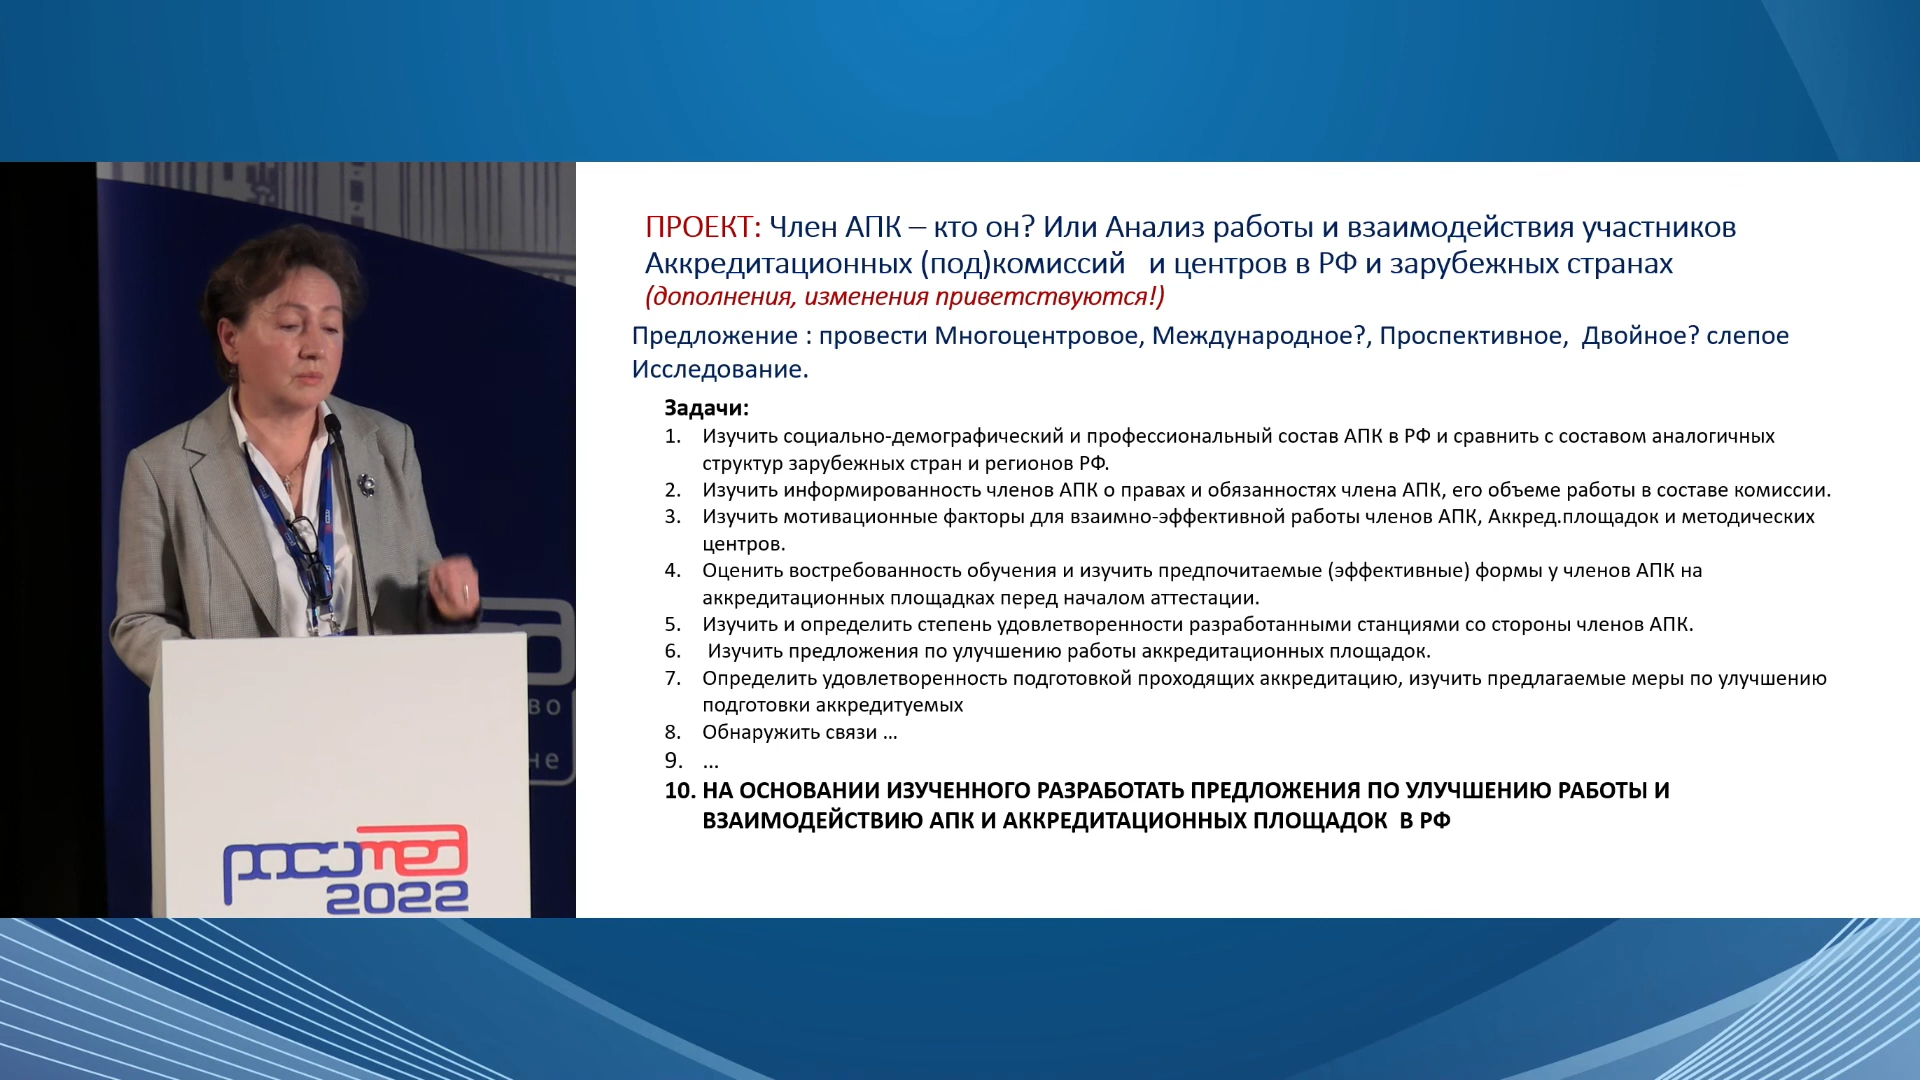 ПРОЕКТ: Член АПК – кто он? Или Анализ работы и взаимодействия участников
Аккредитационных (под)комиссий и центров в РФ и зарубежных странах
(дополнения, изменения приветствуются!)
Предложение : провести Многоцентровое, Международное?, Проспективное, Двойное? слепое
Исследование.
Задачи:
1. Изучить социально-демографический и профессиональный состав АПК в РФ и сравнить с составом аналогичных
структур зарубежных стран и регионов РФ.
2. Изучить информированность членов АПК о правах и обязанностях члена АПК, его объеме работы в составе комиссии.
3. Изучить мотивационные факторы для взаимно-эффективной работы членов АПК, Аккред.площадок и методических
центров.
4. Оценить востребованность обучения и изучить предпочитаемые (эффективные) формы у членов АПК на
аккредитационных площадках перед началом аттестации.
5. Изучить и определить степень удовлетворенности разработанными станциями со стороны членов АПК.
6. Изучить предложения по улучшению работы аккредитационных площадок.
7. Определить удовлетворенность подготовкой проходящих аккредитацию, изучить предлагаемые меры по улучшению
подготовки аккредитуемых
8. Обнаружить связи ...
9. ...
10. НА ОСНОВАНИИ ИЗУЧЕННОГО РАЗРАБОТАТЬ ПРЕДЛОЖЕНИЯ ПО УЛУЧШЕНИЮ РАБОТЫ И
ВЗАИМОДЕЙСТВИЮ АПК И АККРЕДИТАЦИОННЫХ ПЛОЩАДОК В РФ
во
не
росомед
2022